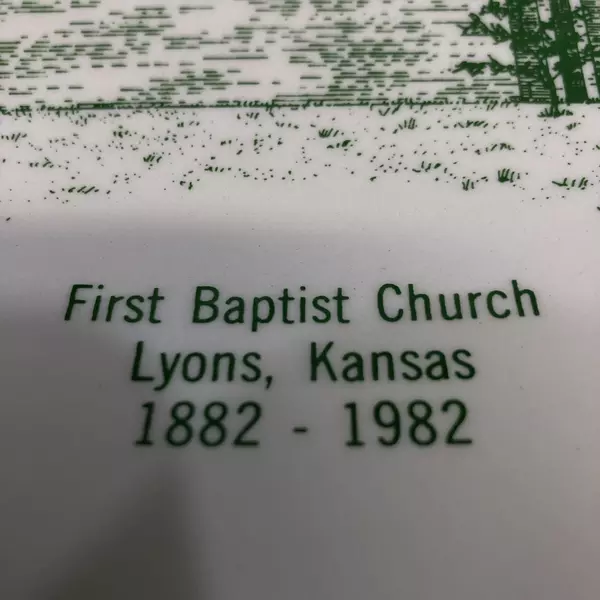 First Baptist Church
Lyons, Kansas
1882 - 1982